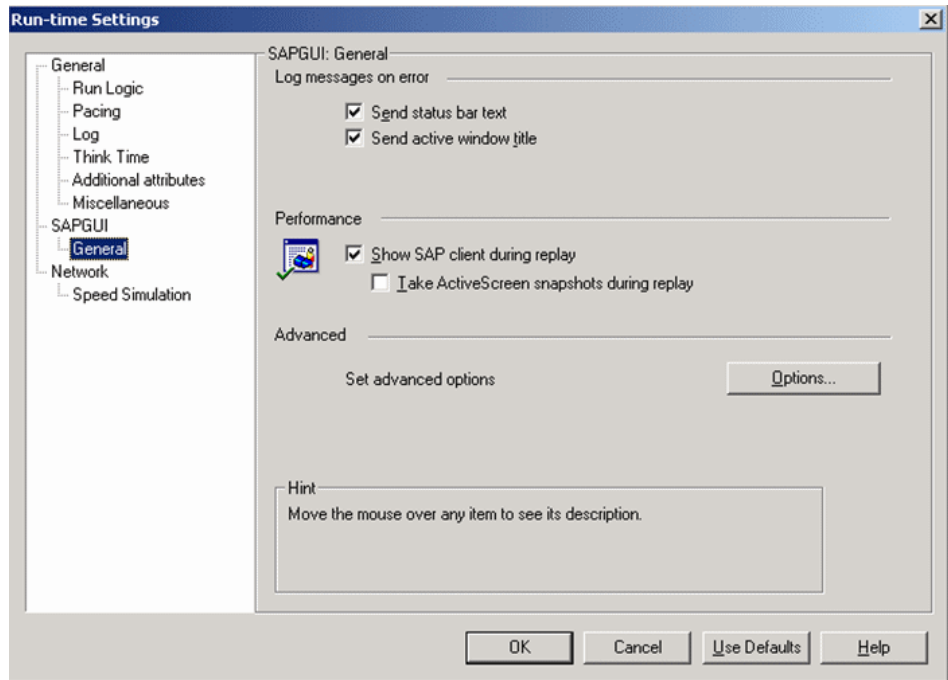 Run-time Settings
General
Run Logic
Pacing
Log
Think Time
Additional attributes
Miscellaneous
SAPGUI
General
Network
Speed Simulation
SAPGUI: General
Log messages on error
Send status bar text
Send active window title
Performance
Show SAP client during replay
Take ActiveScreen snapshots during replay
Advanced
Set advanced options
Options...
Hint
Move the mouse over any item to see its description.
OK
Cancel
Use Defaults
Help